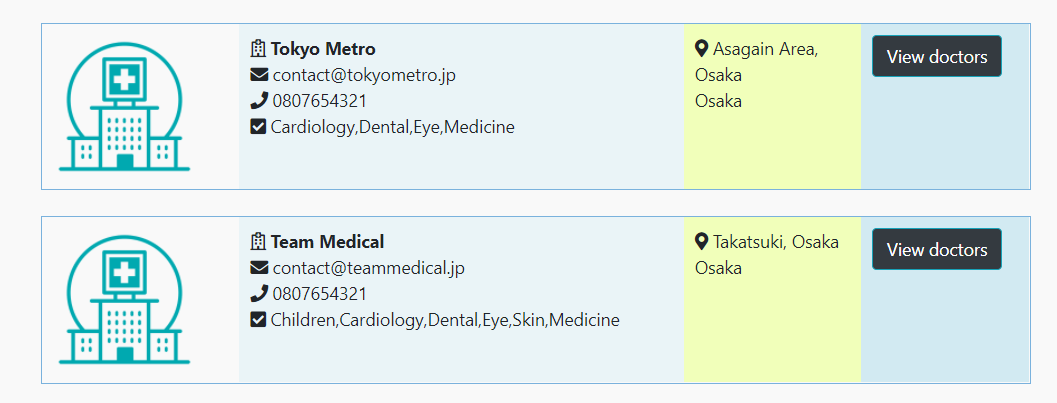 Tokyo Metro
contact@tokyometro.jp
0807654321
Cardiology,Dental,Eye,Medicine
Asagain Area,
Osaka
Osaka
View doctors
Team Medical
contact@teammedical.jp
0807654321
Children,Cardiology,Dental,Eye,Skin,Medicine
Takatsuki, Osaka
Osaka
View doctors